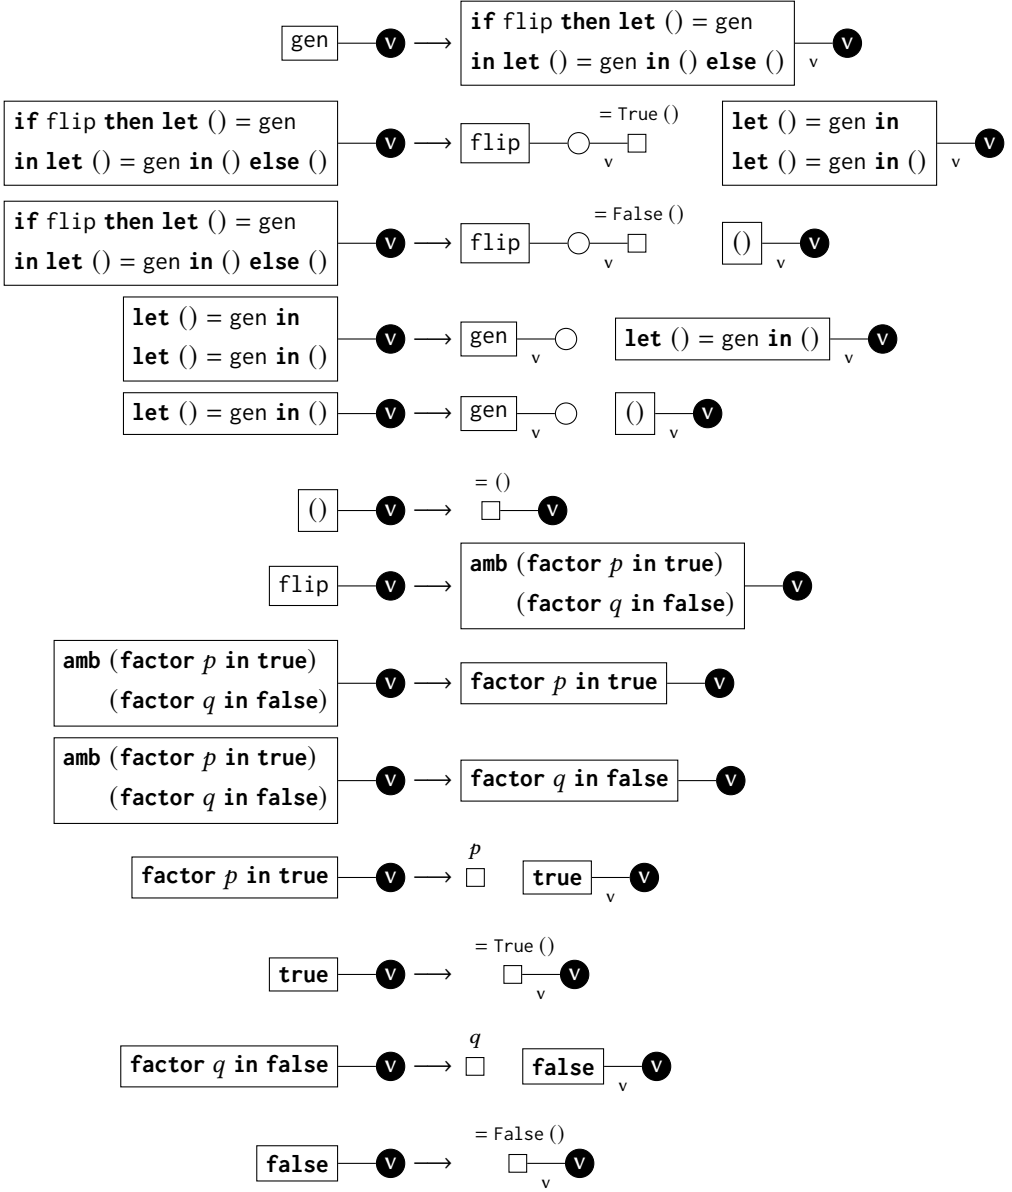 gen v ⟶ if flip then let () = gen
in let () = gen in () else () v v
if flip then let () = gen
in let () = gen in () else () v ⟶ flip v = True () let () = gen in
let () = gen in () v v
if flip then let () = gen
in let () = gen in () else () v ⟶ flip v = False () () v v
let () = gen in
let () = gen in () v ⟶ gen v let () = gen in () v v
let () = gen in () v ⟶ gen v () v v
() v ⟶ = () v
flip v ⟶ amb (factor p in true)
(factor q in false) v
amb (factor p in true)
(factor q in false) v ⟶ factor p in true v
amb (factor p in true)
(factor q in false) v ⟶ factor q in false v
factor p in true v ⟶ p true v v
true v ⟶ = True () v v
factor q in false v ⟶ q false v v
false v ⟶ = False () v v